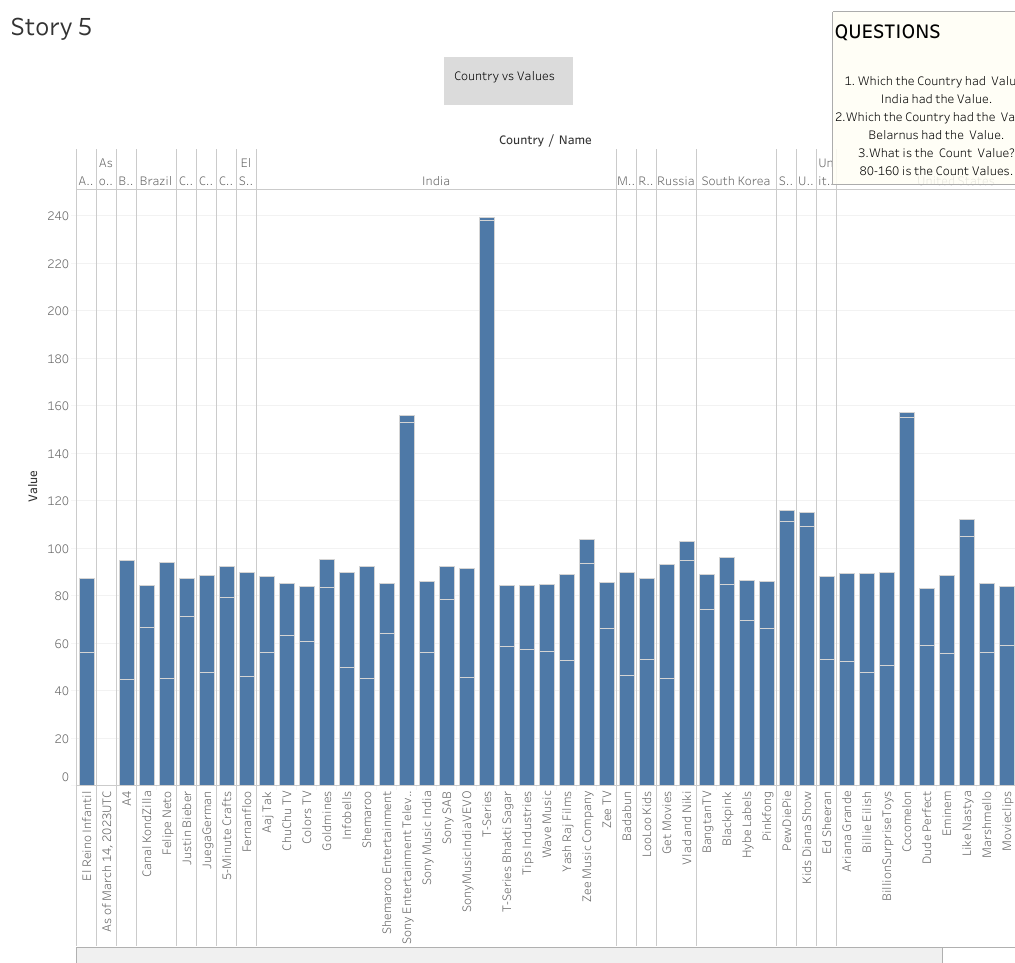 Story 5
QUESTIONS
1. Which the Country had Valu
India had the Value.
2.Which the Country had the Va
Belarnus had the Value.
3.What is the Count Value?
80-160 is the Count Values.
Country vs Values
Country / Name
A..
As o..
B..
Brazil
C..
C..
C..
El S..
India
M..
R..
Russia
South Korea
S..
U..
Un it..
United States
Value
240
220
200
180
160
140
120
100
80
60
40
20
0
El Reino Infantil
As of March 14, 2023UTC
A4
Canal KondZilla
Felipe Neto
Justin Bieber
JuegaGerman
5-Minute Crafts
Fernanfloo
Aaj Tak
ChuChu TV
Colors TV
Goldmines
Infobells
Shemaroo
Shemaroo Entertainment
Sony Entertainment Telev..
Sony Music India
Sony SAB
SonyMusicIndiaVEVO
T-Series
T-Series Bhakti Sagar
Tips Industries
Wave Music
Yash Raj Films
Zee Music Company
Zee TV
Badabun
LooLoo Kids
Get Movies
Vlad and Niki
BangtanTV
Blackpink
Hybe Labels
Pinkfong
PewDiePie
Kids Diana Show
Ed Sheeran
Ariana Grande
Billie Eilish
BillionSurpriseToys
Cocomelon
Dude Perfect
Eminem
Like Nastya
Marshmello
Movieclips